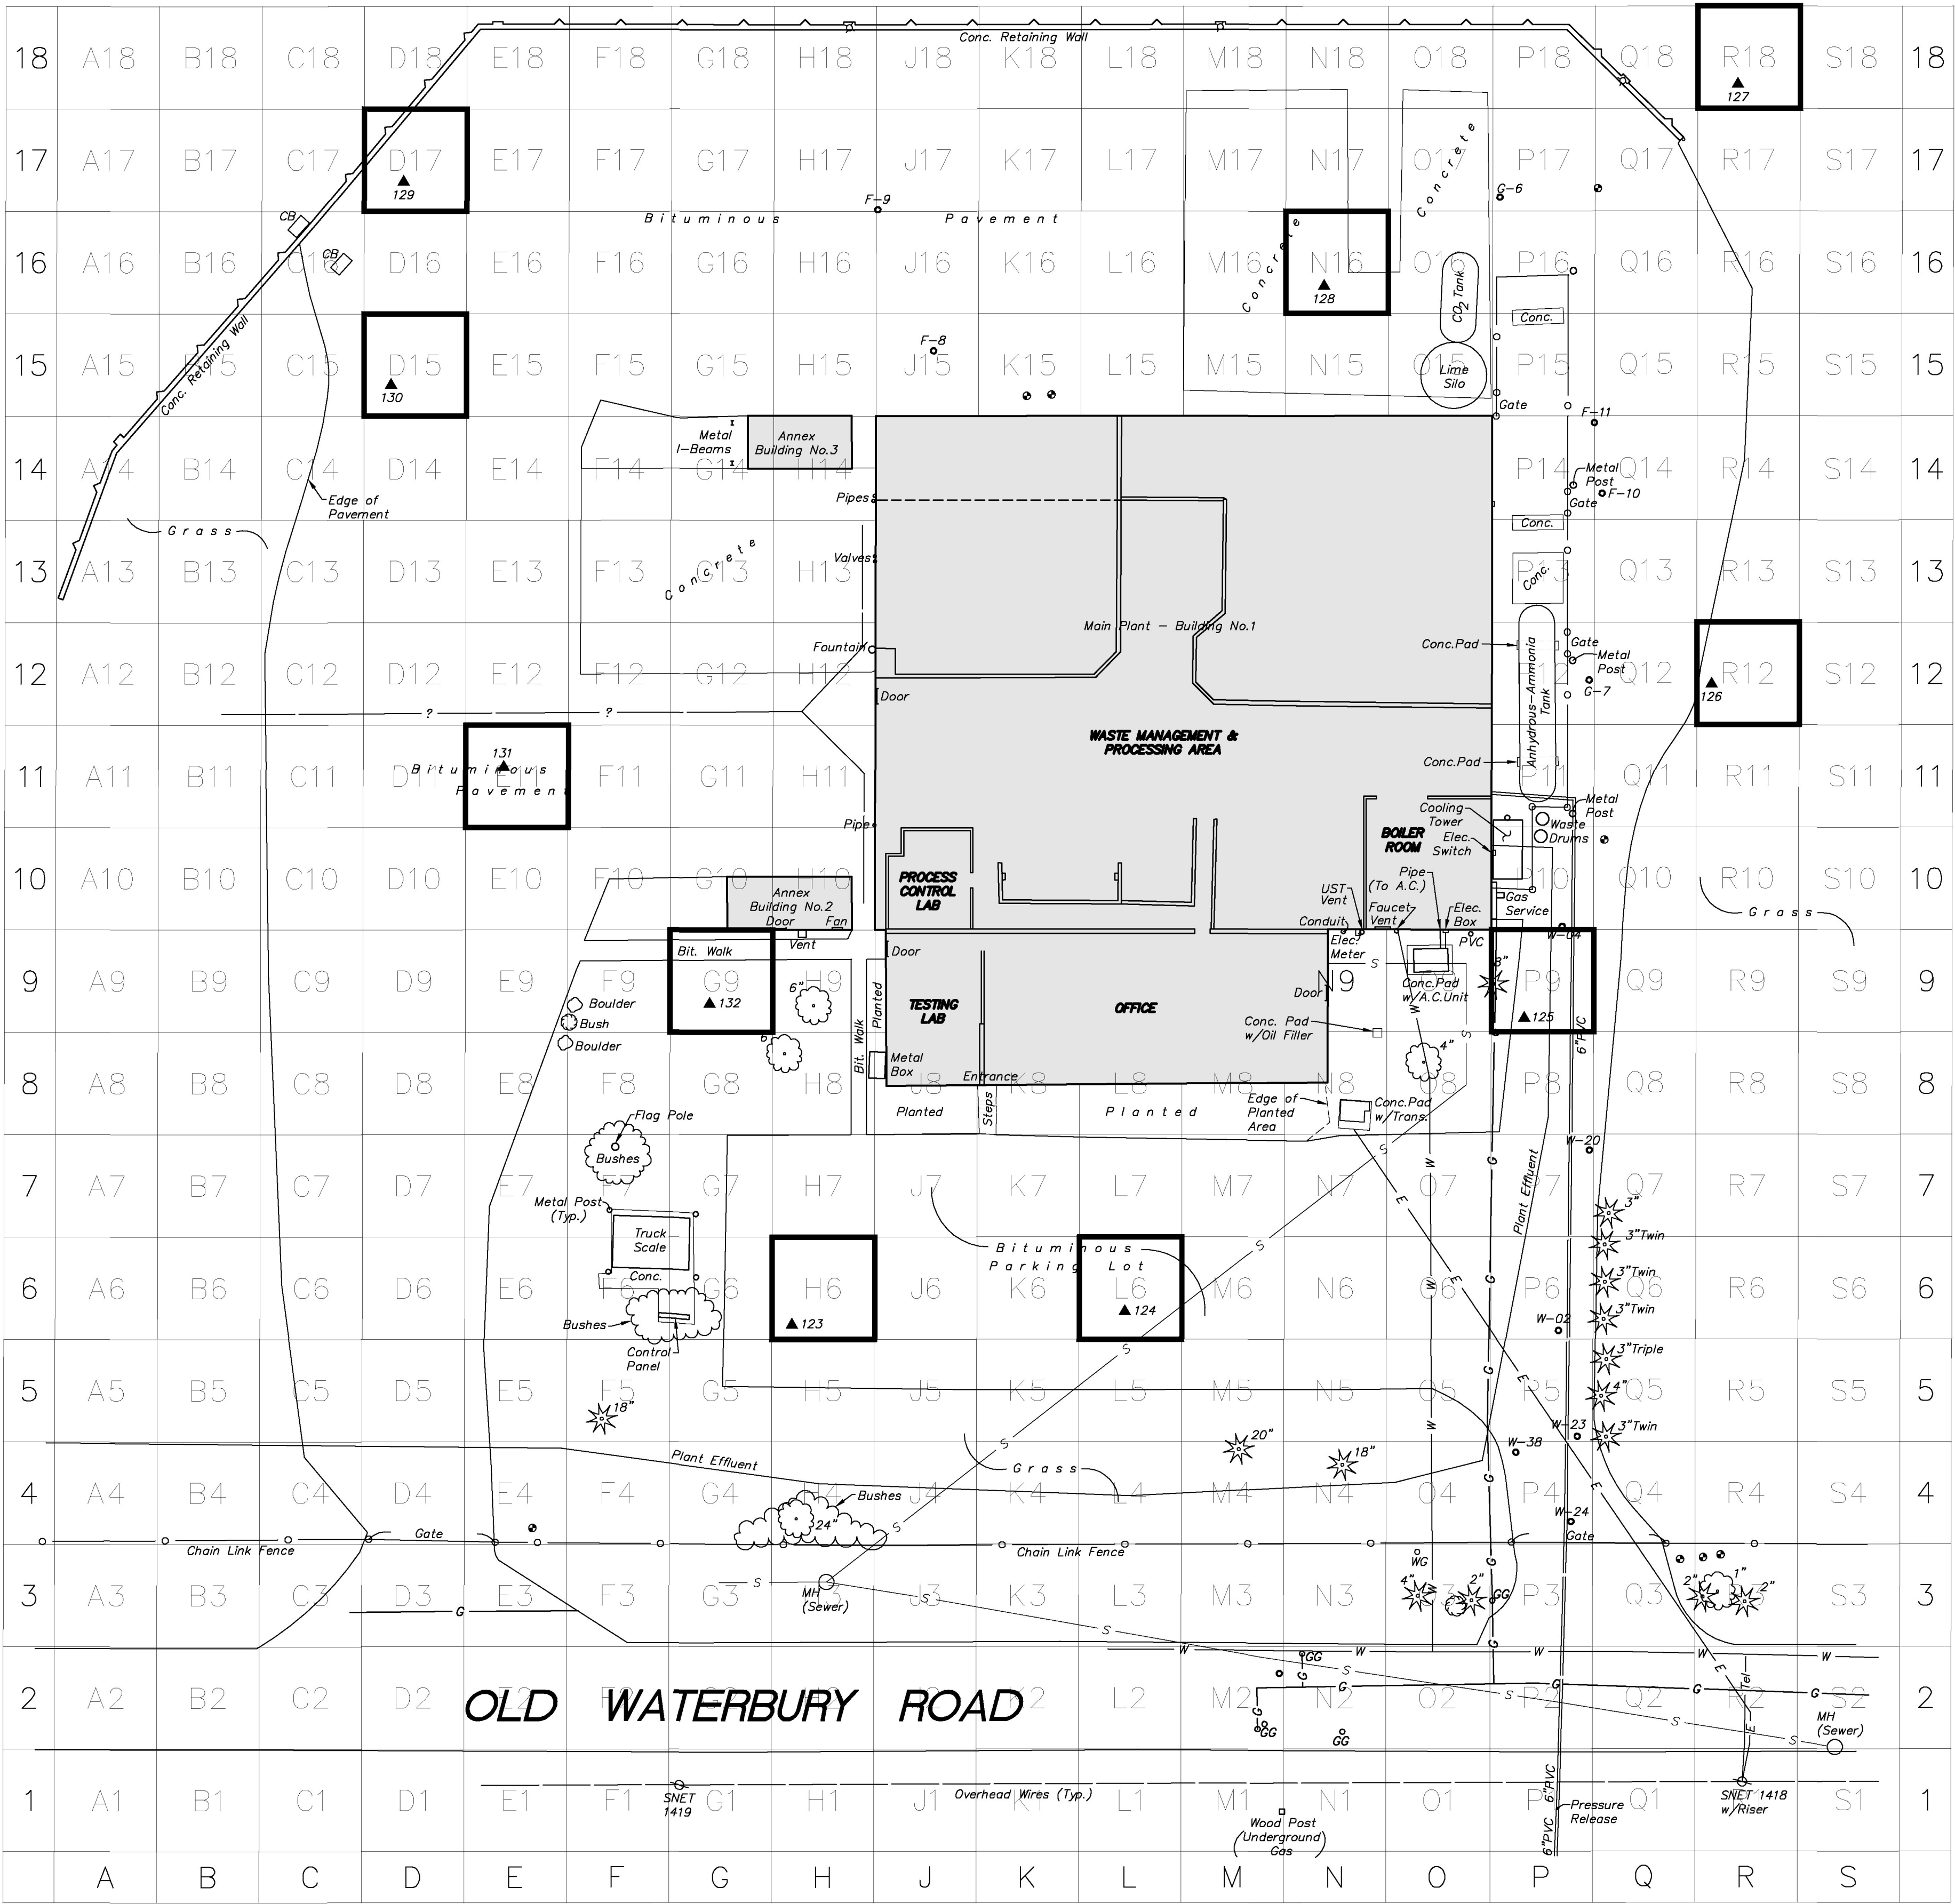 Conc. Retaining Wall
18 A18 B18 C18 D18 E18 F18 G18 H18 J18 K18 L18 M18 N18 O18 P18 Q18 R18 S18 18
127
17 A17 B17 C17 D17 E17 F17 G17 H17 J17 K17 L17 M17 N17 O17 P17 Q17 R17 S17 17
Concrete
129
G-6
F-9
CB
Bituminous Pavement
16 A16 B16 C16 D16 E16 F16 G16 H16 J16 K16 L16 M16 N16 O16 P16 Q16 R16 S16 16
CB
Concrete
128
CO2 Tank
Conc.
Conc. Retaining Wall
F-8
15 A15 B15 C15 D15 E15 F15 G15 H15 J15 K15 L15 M15 N15 O15 P15 Q15 R15 S15 15
Lime
Silo
130
Gate
F-11
Metal
I-Beams
Annex
Building No.3
14 A14 B14 C14 D14 E14 F14 G14 H14 P14 Q14 R14 S14 14
Metal
Post
F-10
Gate
Pipes
Edge of
Pavement
Grass
Conc.
Valves
13 A13 B13 C13 D13 E13 F13 G13 H13 P13 Q13 R13 S13 13
Concrete
Conc.
Main Plant - Building No.1
Fountain
Conc.Pad
Gate
Metal
Post
12 A12 B12 C12 D12 E12 F12 G12 H12 P12 Q12 R12 S12 12
G-7
126
Door
Anhydrous-Ammonia
Tank
? ?
WASTE MANAGEMENT &
PROCESSING AREA
131
Conc.Pad
11 A11 B11 C11 D11 E11 F11 G11 H11 P11 Q11 R11 S11 11
Bituminous
Pavement
Metal
Post
Cooling
Tower
Waste
Drums
Pipe
BOILER
ROOM
Elec.
Switch
10 A10 B10 C10 D10 E10 F10 G10 H10 P10 Q10 R10 S10 10
PROCESS
CONTROL
LAB
Annex
Building No.2
Door Fan
Pipe
(To A.C.)
UST
Vent
Gas
Service
Grass
Conduit
Faucet
Vent
Elec.
Box
Elec.
Meter
PVC
W-04
Bit. Walk
Vent
Door
9 A9 B9 C9 D9 E9 F9 G9 N9 P9 Q9 R9 S9 9
8"
6"
Planted
Conc.Pad
w/A.C.Unit
Door
Boulder
132
TESTING
LAB
OFFICE
125
Bush
Conc. Pad
w/Oil Filler
6"PVC
Boulder
6"
Bit. Walk
4"
Metal
Box
8 A8 B8 C8 D8 E8 F8 G8 H8 J8 K8 L8 M8 N8 O8 P8 Q8 R8 S8 8
Entrance
Flag Pole
Planted
Steps
Planted
Edge of
Planted
Area
Conc.Pad
w/Trans.
W-20
Bushes
7 A7 B7 C7 D7 E7 F7 G7 H7 J7 K7 L7 M7 N7 O7 P7 Q7 R7 S7 7
Plant Effluent
Metal Post
(Typ.)
3"
Truck
Scale
3"Twin
Bituminous
Parking Lot
Conc.
3"Twin
6 A6 B6 C6 D6 E6 F6 G6 H6 J6 K6 L6 M6 N6 O6 P6 Q6 R6 S6 6
124
123
W-02
3"Twin
Bushes
Control
Panel
3"Triple
5 A5 B5 C5 D5 E5 F5 G5 H5 J5 K5 L5 M5 N5 O5 P5 Q5 R5 S5 5
18"
4"
W-23
3"Twin
20"
W-38
18"
Plant Effluent
Grass
4 A4 B4 C4 D4 E4 F4 G4 H4 J4 K4 L4 M4 N4 O4 P4 Q4 R4 S4 4
Bushes
24"
W-24
Gate
Gate
Chain Link Fence
Chain Link Fence
WG
3 A3 B3 C3 D3 E3 F3 G3 H3 J3 K3 L3 M3 N3 O3 P3 Q3 R3 S3 3
MH
(Sewer)
4" 2" GG
2" 1" 2"
GG
2 A2 B2 C2 D2 E2 F2 G2 H2 K2 L2 M2 N2 O2 P2 Q2 R2 S2 2
OLD WATERBURY ROAD
Tel
GG
GG
MH
(Sewer)
SNET
1419
Overhead Wires (Typ.)
1 A1 B1 C1 D1 E1 F1 G1 H1 J1 K1 L1 M1 N1 O1 P1 Q1 R1 S1 1
6"PVC 6"PVC
Pressure
Release
SNET 1418
w/Riser
Wood Post
(Underground
Gas)
A B C D E F G H J K L M N O P Q R S